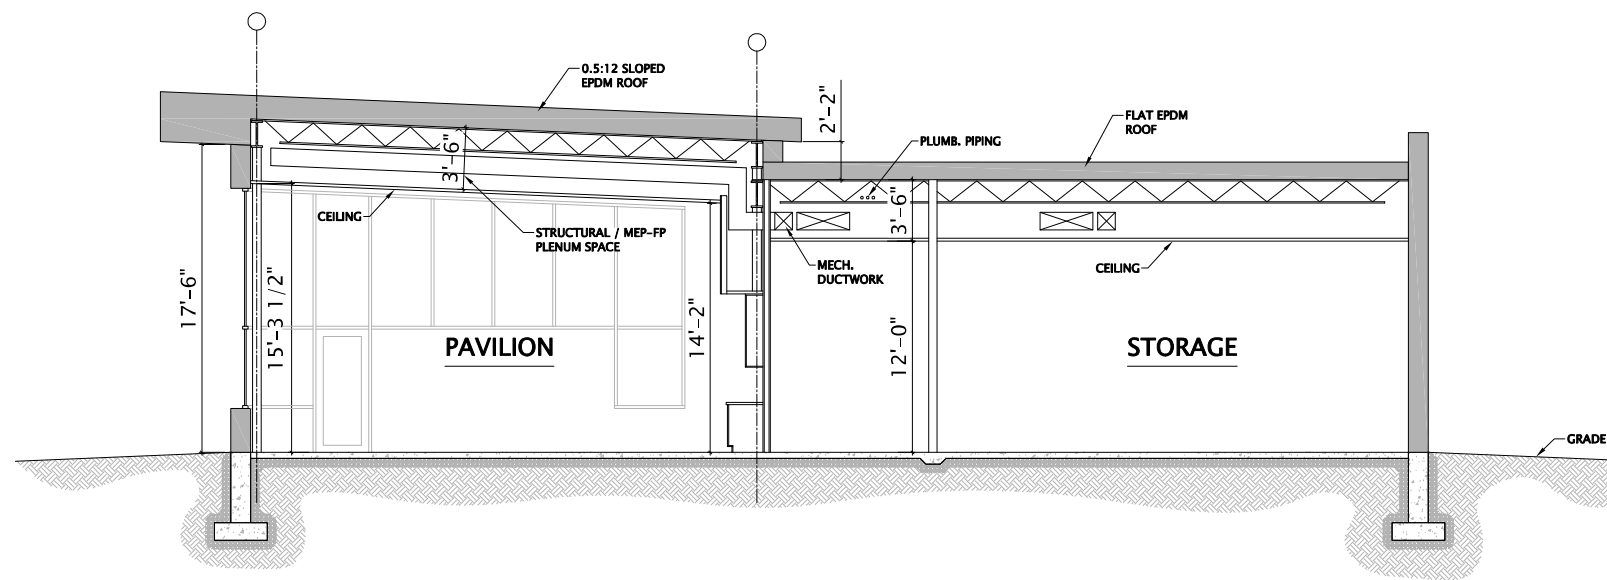 0.5:12 SLOPED
EPDM ROOF
2'-2"
FLAT EPDM
ROOF
PLUMB. PIPING
3'-6"
CEILING
STRUCTURAL / MEP-FP
PLENUM SPACE
3'-6"
MECH.
DUCTWORK
CEILING
17'-6"
15'-3 1/2"
PAVILION
14'-2"
12'-0"
STORAGE
GRADE